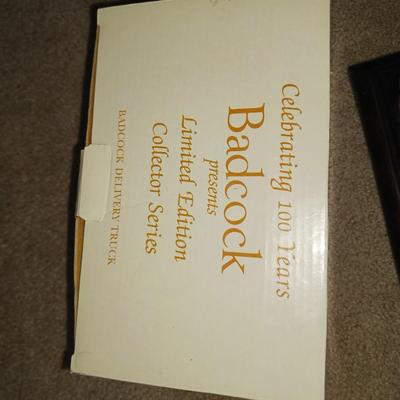 Celebrating 100 Years
Badcock
presents
Limited Edition
Collector Series
BADCOCK DELIVERY TRUCK